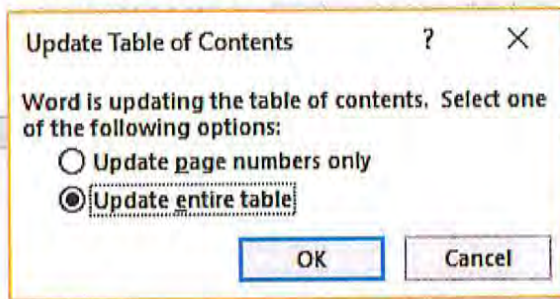 Update Table of Contents ? ×
Word is updating the table of contents. Select one
of the following options:
Update page numbers only
Update entire table
OK Cancel